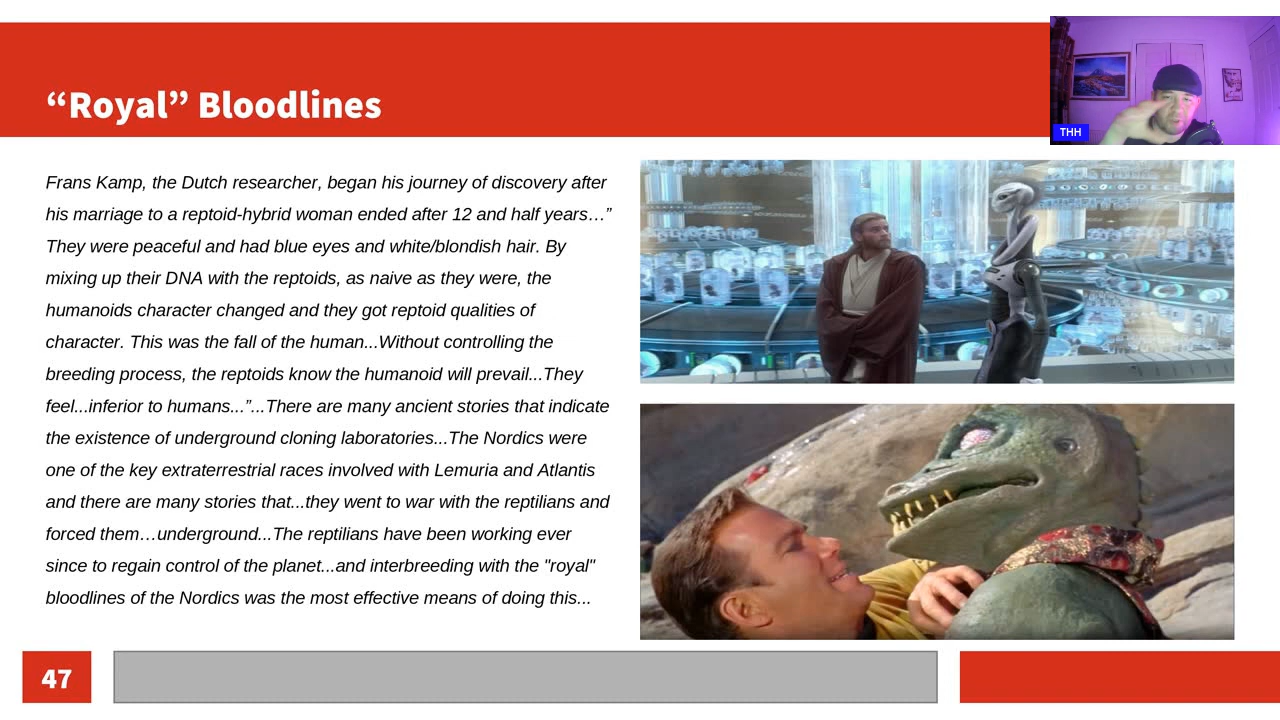 “Royal” Bloodlines
THH
Frans Kamp, the Dutch researcher, began his journey of discovery after
his marriage to a reptoid-hybrid woman ended after 12 and half years…”
They were peaceful and had blue eyes and white/blondish hair. By
mixing up their DNA with the reptoids, as naive as they were, the
humanoids character changed and they got reptoid qualities of
character. This was the fall of the human...Without controlling the
breeding process, the reptoids know the humanoid will prevail...They
feel...inferior to humans...”...There are many ancient stories that indicate
the existence of underground cloning laboratories...The Nordics were
one of the key extraterrestrial races involved with Lemuria and Atlantis
and there are many stories that...they went to war with the reptilians and
forced them…underground...The reptilians have been working ever
since to regain control of the planet...and interbreeding with the "royal"
bloodlines of the Nordics was the most effective means of doing this...
47